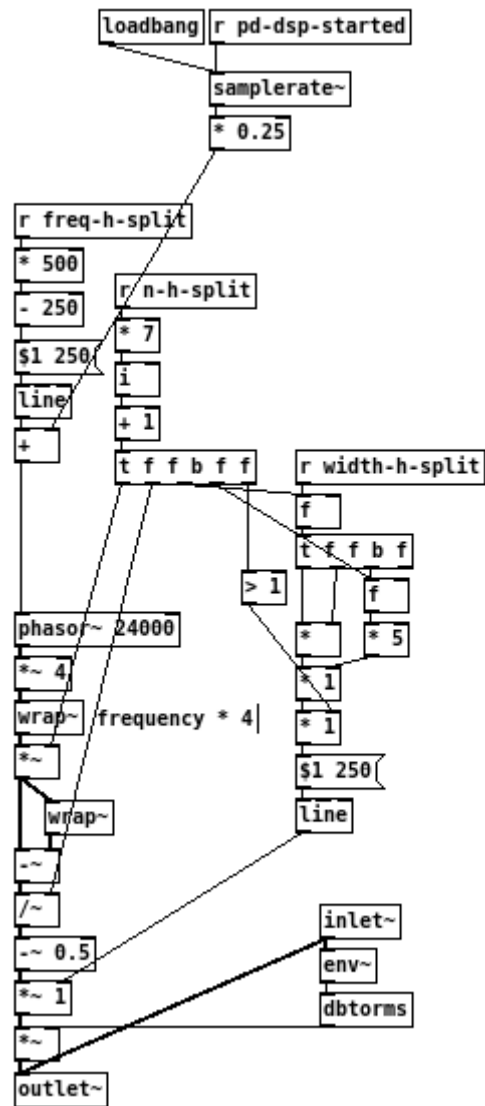 loadbang
r pd-dsp-started
samplerate~
* 0.25
r freq-h-split
* 500
- 250
r n-h-split
* 7
$1 250
i
line
+ 1
+
t f f b f f
r width-h-split
f
t f f b f
> 1
f
phasor~ 24000
*
* 5
*~ 4
* 1
wrap~
frequency * 4
* 1
*~
$1 250
wrap~
line
-~
/~
inlet~
-~ 0.5
env~
*~ 1
dbtorms
*~
outlet~